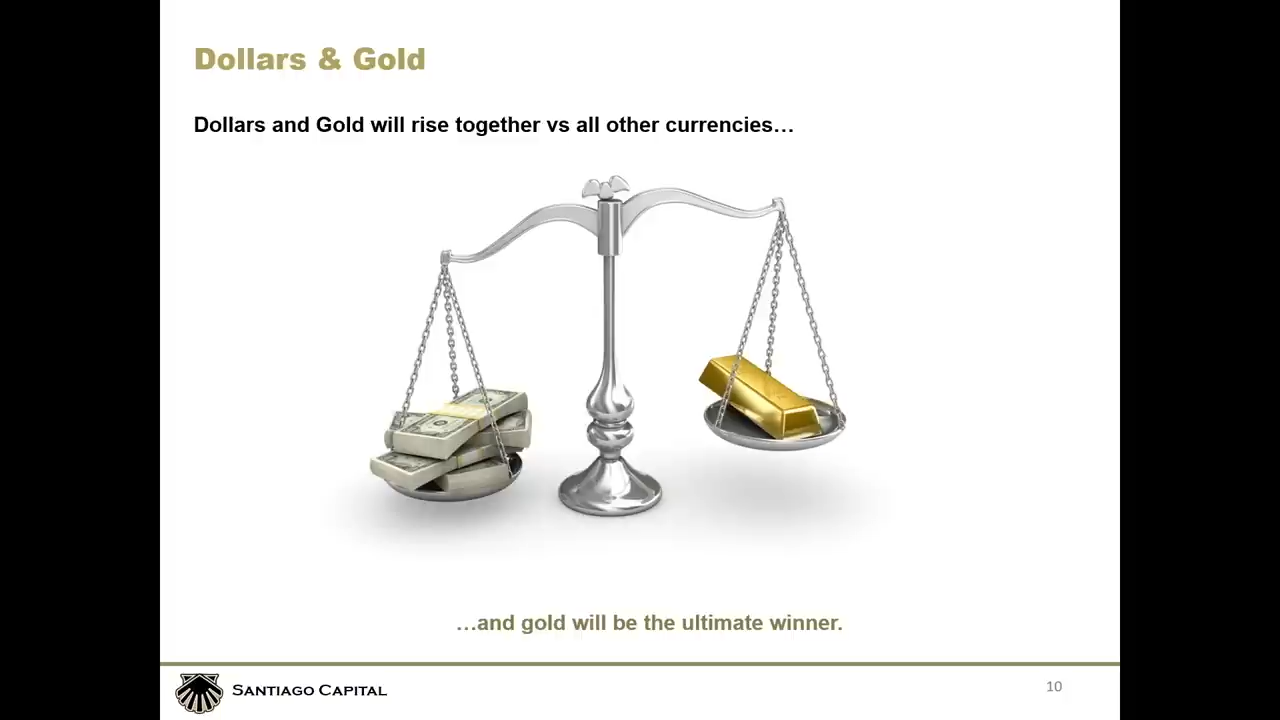 Dollars & Gold
Dollars and Gold will rise together vs all other currencies…
…and gold will be the ultimate winner.
SANTIAGO CAPITAL
10